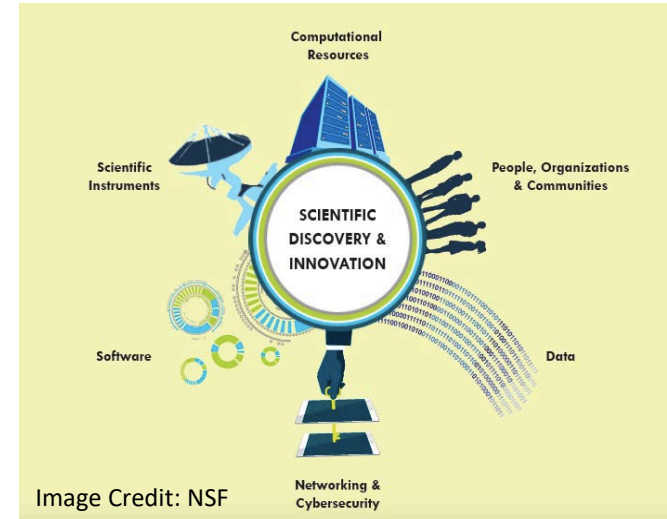 Computational
Resources
Scientific
Instruments
People, Organizations
& Communities
SCIENTIFIC
DISCOVERY &
INNOVATION
Software
Data
Networking &
Cybersecurity
Image Credit: NSF